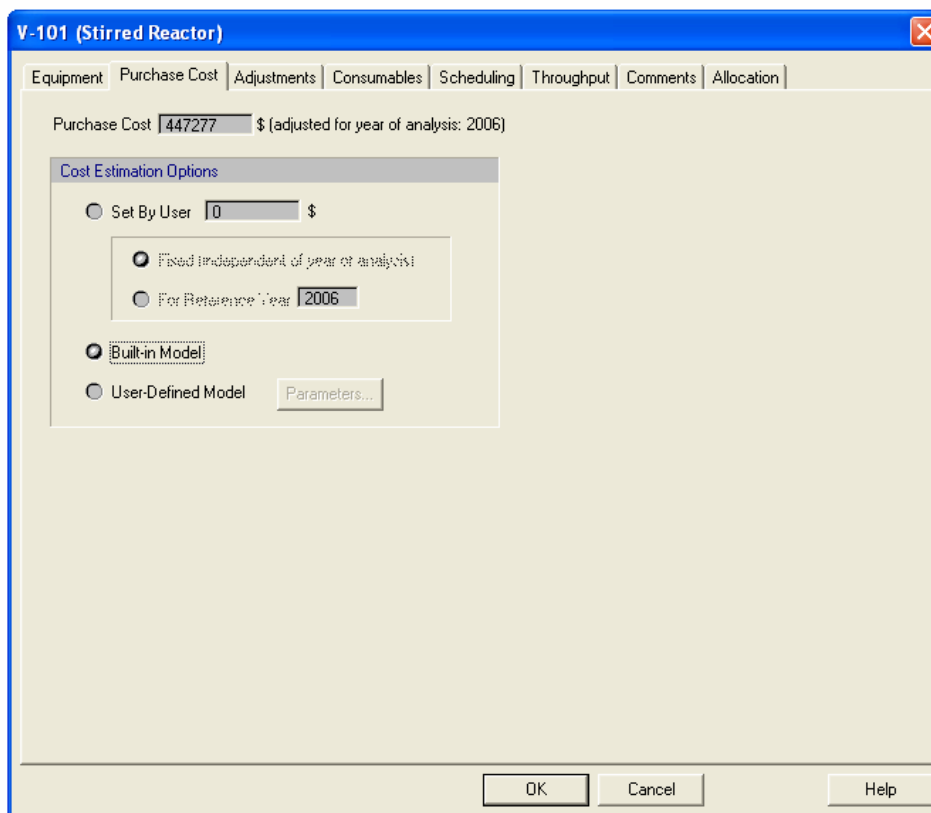 V-101 (Stirred Reactor)
Equipment Purchase Cost Adjustments Consumables Scheduling Throughput Comments Allocation
Purchase Cost 447277 $ (adjusted for year of analysis: 2006)
Cost Estimation Options
Set By User 0 $
Fixed (independent of year of analysis)
For Reference Year 2006
Built-in Model
User-Defined Model Parameters...
OK Cancel Help